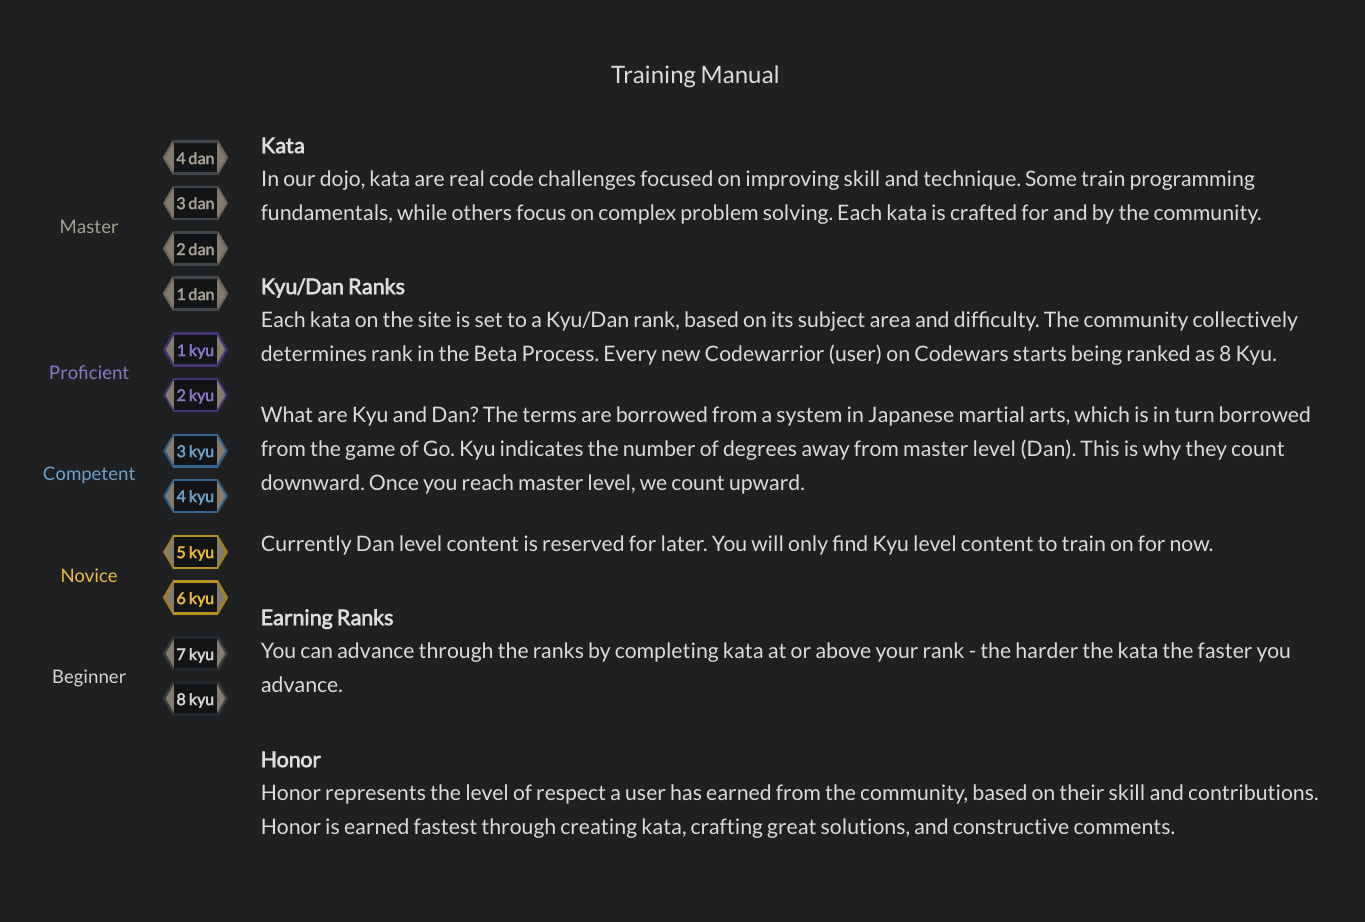 Training Manual
Master
4 dan
3 dan
2 dan
1 dan
Proficient
1 kyu
2 kyu
Competent
3 kyu
4 kyu
Novice
5 kyu
6 kyu
Beginner
7 kyu
8 kyu
Kata
In our dojo, kata are real code challenges focused on improving skill and technique. Some train programming
fundamentals, while others focus on complex problem solving. Each kata is crafted for and by the community.
Kyu/Dan Ranks
Each kata on the site is set to a Kyu/Dan rank, based on its subject area and difficulty. The community collectively
determines rank in the Beta Process. Every new Codewarrior (user) on Codewars starts being ranked as 8 Kyu.
What are Kyu and Dan? The terms are borrowed from a system in Japanese martial arts, which is in turn borrowed
from the game of Go. Kyu indicates the number of degrees away from master level (Dan). This is why they count
downward. Once you reach master level, we count upward.
Currently Dan level content is reserved for later. You will only find Kyu level content to train on for now.
Earning Ranks
You can advance through the ranks by completing kata at or above your rank - the harder the kata the faster you
advance.
Honor
Honor represents the level of respect a user has earned from the community, based on their skill and contributions.
Honor is earned fastest through creating kata, crafting great solutions, and constructive comments.